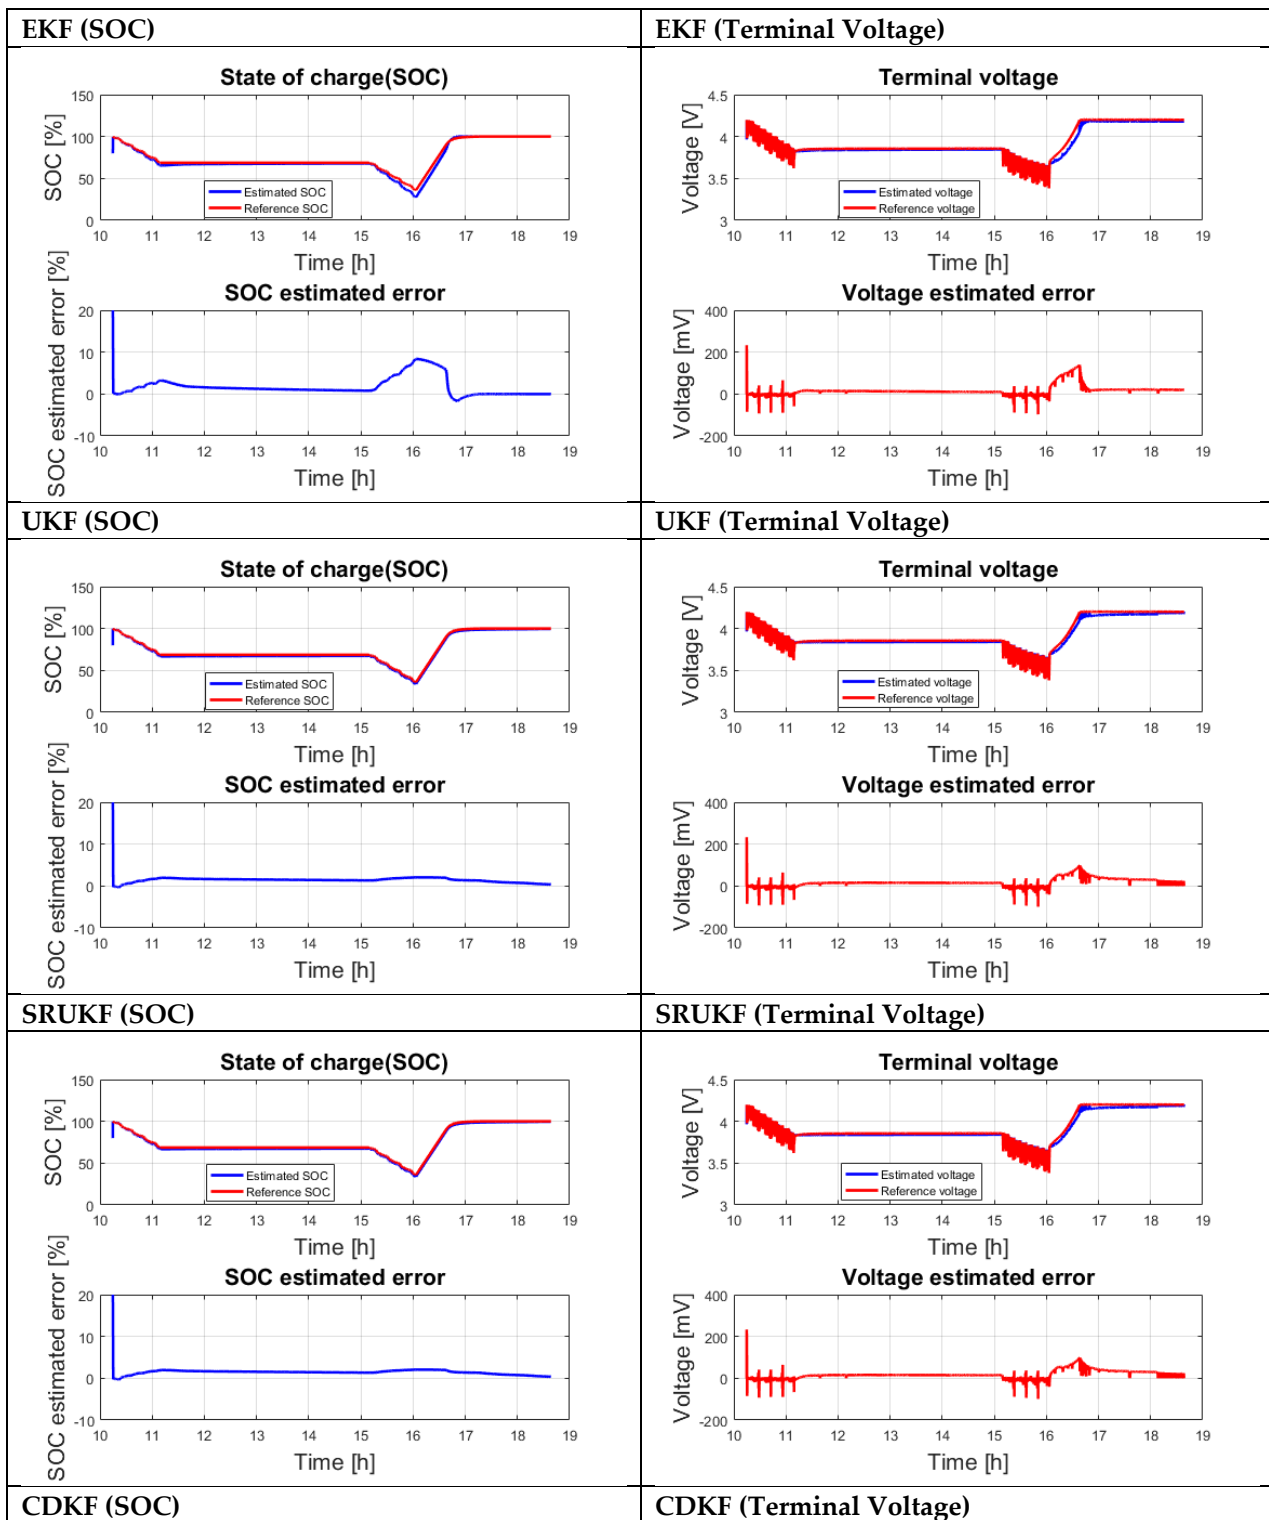 EKF (SOC)
EKF (Terminal Voltage)
State of charge(SOC)
SOC [%]
150
100
50
0
10 11 12 13 14 15 16 17 18 19
Estimated SOC
Reference SOC
Time [h]
SOC estimated error
SOC estimated error [%]
20
10
0
-10
10 11 12 13 14 15 16 17 18 19
Time [h]
Terminal voltage
Voltage [V]
4.5
4
3.5
3
10 11 12 13 14 15 16 17 18 19
Estimated voltage
Reference voltage
Time [h]
Voltage estimated error
Voltage [mV]
400
200
0
-200
10 11 12 13 14 15 16 17 18 19
Time [h]
UKF (SOC)
UKF (Terminal Voltage)
State of charge(SOC)
SOC [%]
150
100
50
0
10 11 12 13 14 15 16 17 18 19
Estimated SOC
Reference SOC
Time [h]
SOC estimated error
SOC estimated error [%]
20
10
0
-10
10 11 12 13 14 15 16 17 18 19
Time [h]
Terminal voltage
Voltage [V]
4.5
4
3.5
3
10 11 12 13 14 15 16 17 18 19
Estimated voltage
Reference voltage
Time [h]
Voltage estimated error
Voltage [mV]
400
200
0
-200
10 11 12 13 14 15 16 17 18 19
Time [h]
SRUKF (SOC)
SRUKF (Terminal Voltage)
State of charge(SOC)
SOC [%]
150
100
50
0
10 11 12 13 14 15 16 17 18 19
Estimated SOC
Reference SOC
Time [h]
SOC estimated error
SOC estimated error [%]
20
10
0
-10
10 11 12 13 14 15 16 17 18 19
Time [h]
Terminal voltage
Voltage [V]
4.5
4
3.5
3
10 11 12 13 14 15 16 17 18 19
Estimated voltage
Reference voltage
Time [h]
Voltage estimated error
Voltage [mV]
400
200
0
-200
10 11 12 13 14 15 16 17 18 19
Time [h]
CDKF (SOC)
CDKF (Terminal Voltage)